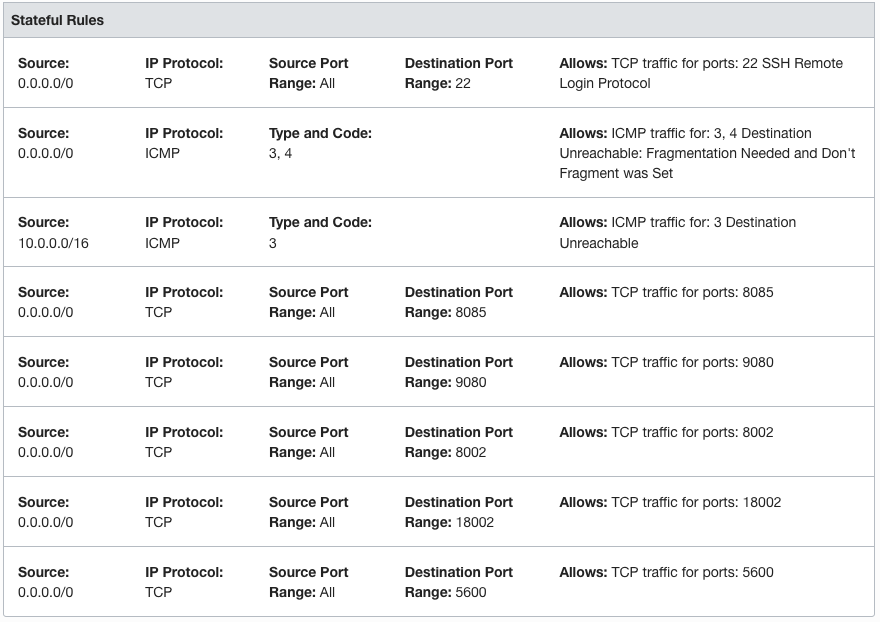 Stateful Rules
Source: IP Protocol: Source Port Destination Port Allows: TCP traffic for ports: 22 SSH Remote
0.0.0.0/0 TCP Range: All Range: 22 Login Protocol
Source: IP Protocol: Type and Code: Allows: ICMP traffic for: 3, 4 Destination
0.0.0.0/0 ICMP 3, 4 Unreachable: Fragmentation Needed and Don't
Fragment was Set
Source: IP Protocol: Type and Code: Allows: ICMP traffic for: 3 Destination
10.0.0.0/16 ICMP 3 Unreachable
Source: IP Protocol: Source Port Destination Port Allows: TCP traffic for ports: 8085
0.0.0.0/0 TCP Range: All Range: 8085
Source: IP Protocol: Source Port Destination Port Allows: TCP traffic for ports: 9080
0.0.0.0/0 TCP Range: All Range: 9080
Source: IP Protocol: Source Port Destination Port Allows: TCP traffic for ports: 8002
0.0.0.0/0 TCP Range: All Range: 8002
Source: IP Protocol: Source Port Destination Port Allows: TCP traffic for ports: 18002
0.0.0.0/0 TCP Range: All Range: 18002
Source: IP Protocol: Source Port Destination Port Allows: TCP traffic for ports: 5600
0.0.0.0/0 TCP Range: All Range: 5600